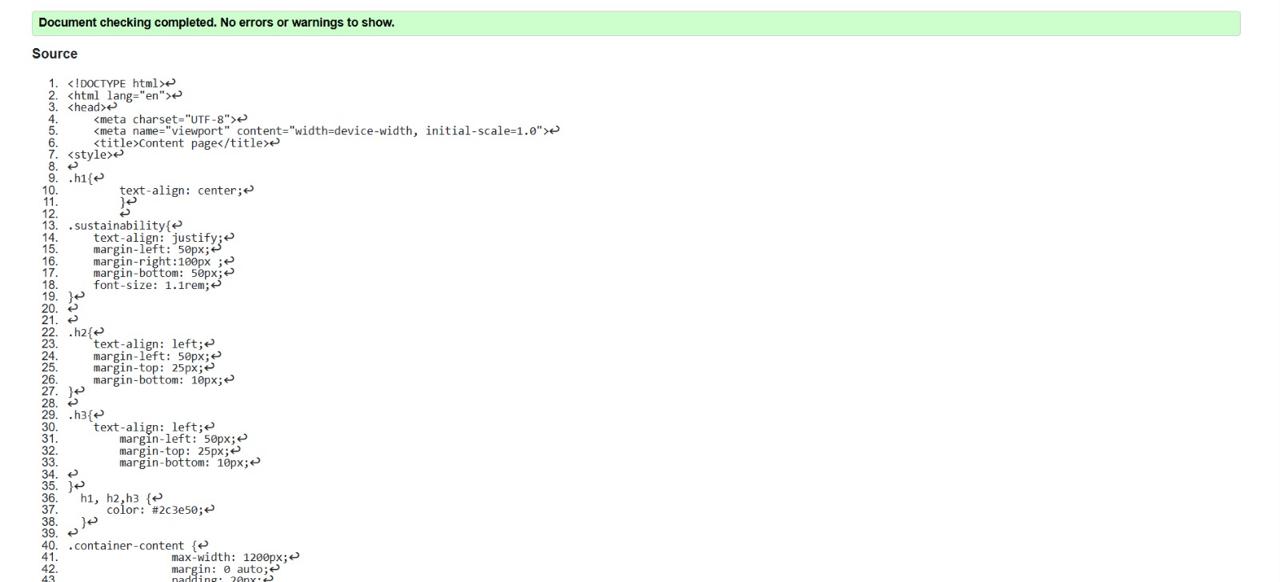 Document checking completed. No errors or warnings to show.
Source
1. <!DOCTYPE html>↩
2. <html lang="en">↩
3. <head>↩
4.     <meta charset="UTF-8">↩
5.     <meta name="viewport" content="width=device-width, initial-scale=1.0">↩
6.     <title>Content page</title>↩
7. <style>↩
8. ↩
9. .h1{↩
10.         text-align: center;↩
11.         }↩
12.         ↩
13. .sustainability{↩
14.     text-align: justify;↩
15.     margin-left: 50px;↩
16.     margin-right:100px ;↩
17.     margin-bottom: 50px;↩
18.     font-size: 1.1rem;↩
19. }↩
20. ↩
21. ↩
22. .h2{↩
23.     text-align: left;↩
24.     margin-left: 50px;↩
25.     margin-top: 25px;↩
26.     margin-bottom: 10px;↩
27. }↩
28. ↩
29. .h3{↩
30.     text-align: left;↩
31.         margin-left: 50px;↩
32.         margin-top: 25px;↩
33.         margin-bottom: 10px;↩
34. ↩
35. }↩
36.   h1, h2,h3 {↩
37.       color: #2c3e50;↩
38.   }↩
39. ↩
40. .container-content {↩
41.                 max-width: 1200px;↩
42.                 margin: 0 auto;↩
43.                 padding: 20px;↩